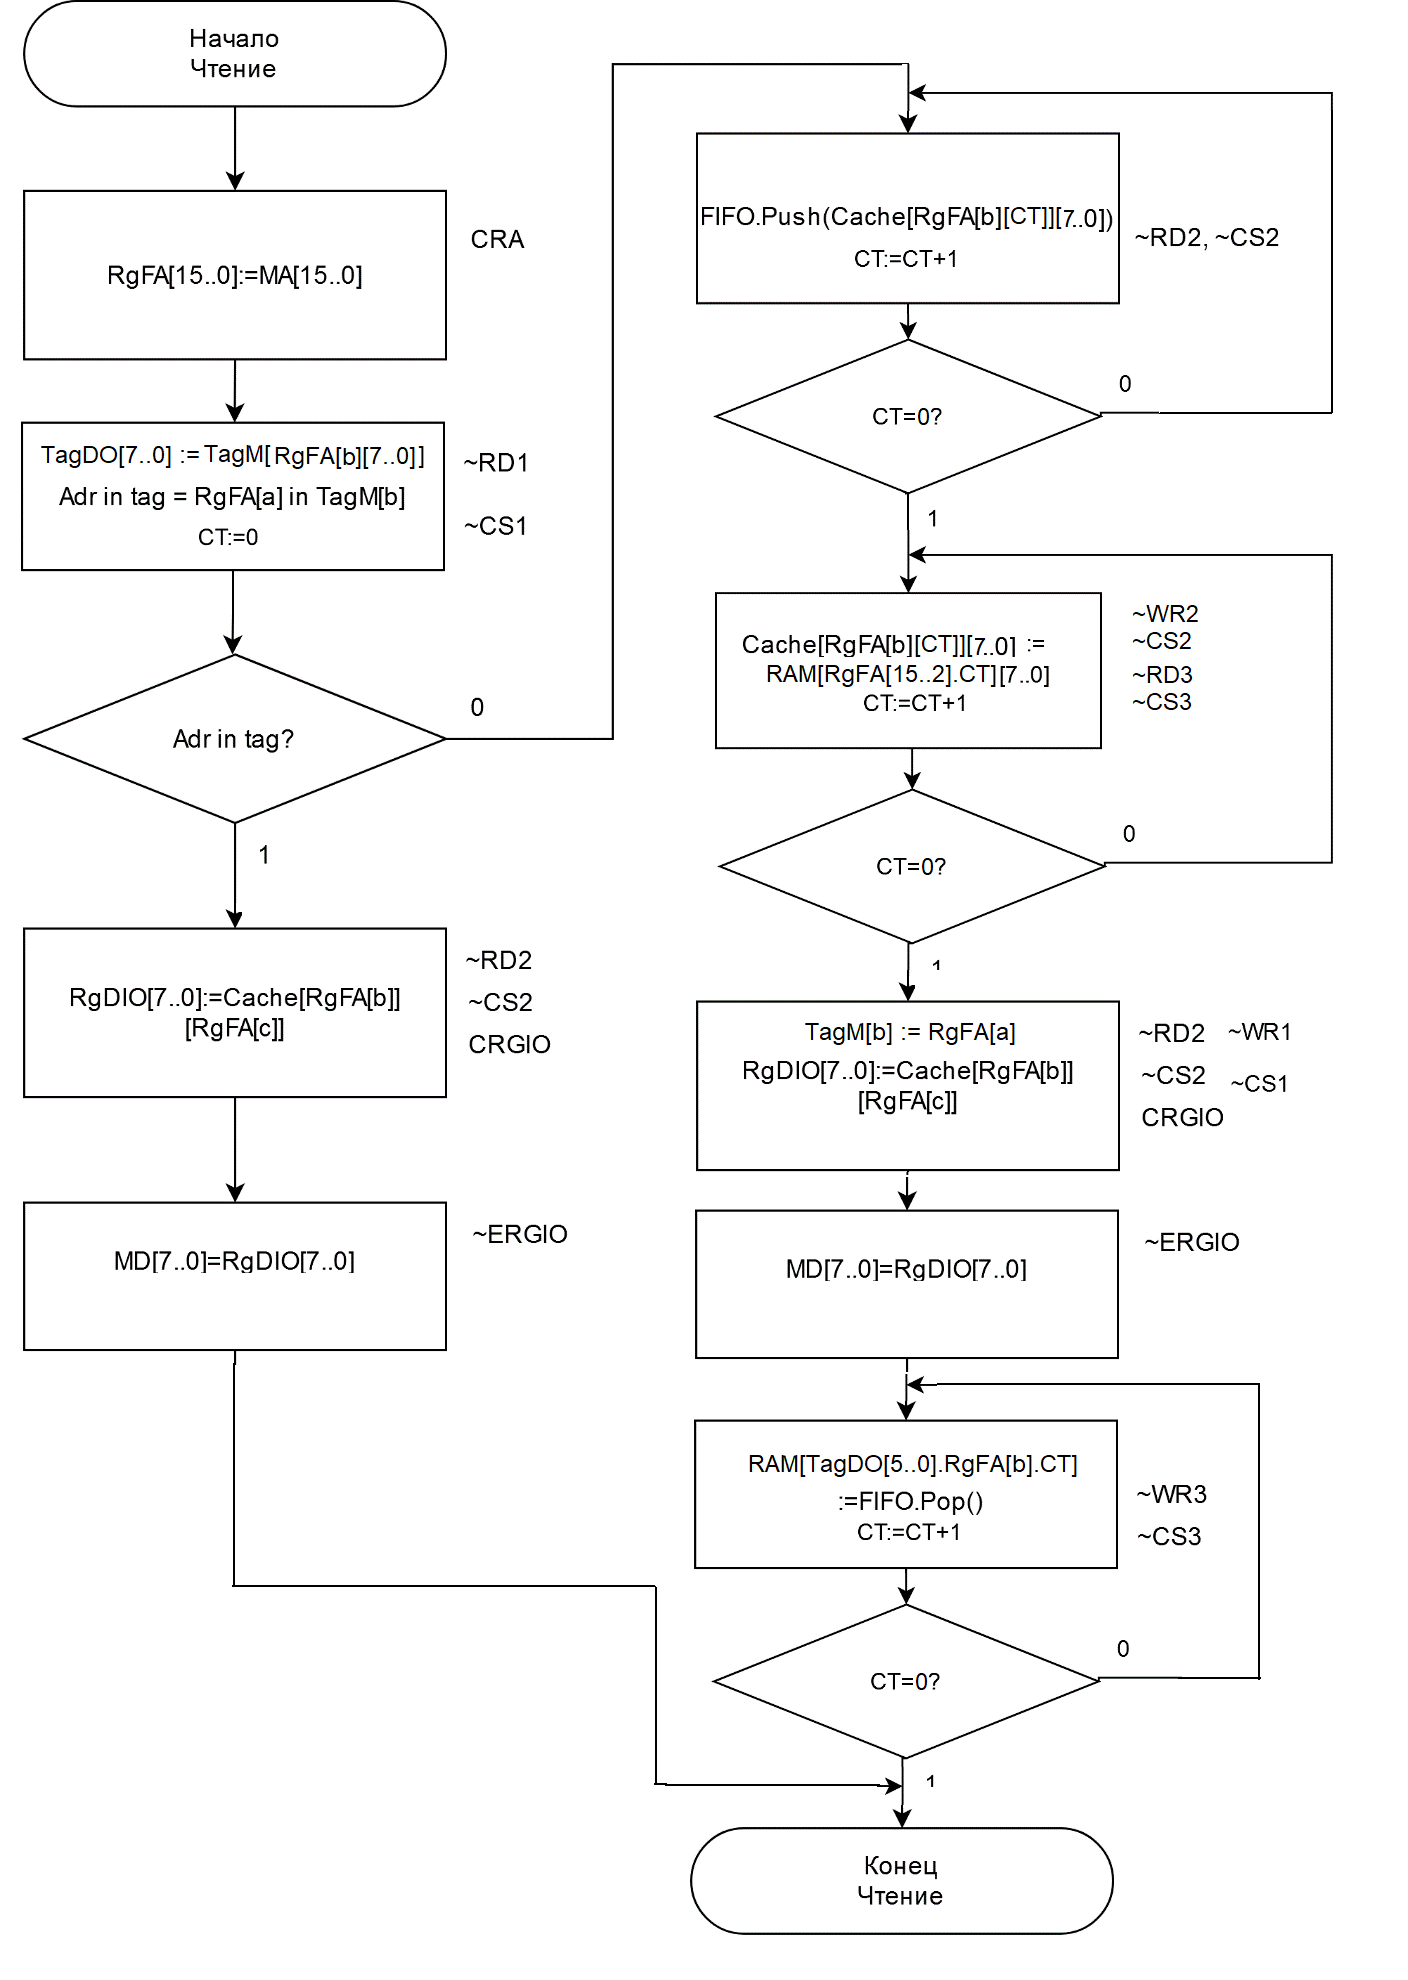 Начало
Чтение
RgFA[15..0]:=MA[15..0]
CRA
TagDO[7..0] := TagM[ RgFA[b][7..0]]
Adr in tag = RgFA[a] in TagM[b]
CT:=0
~RD1
~CS1
Adr in tag?
0
1
RgDIO[7..0]:=Cache[RgFA[b]]
[RgFA[c]]
~RD2
~CS2
CRGIO
MD[7..0]=RgDIO[7..0]
~ERGIO
FIFO.Push(Cache[RgFA[b][CT]][7..0])
CT:=CT+1
~RD2, ~CS2
CT=0?
0
1
Cache[RgFA[b][CT]][7..0] :=
RAM[RgFA[15..2].CT][7..0]
CT:=CT+1
~WR2
~CS2
~RD3
~CS3
CT=0?
0
1
TagM[b] := RgFA[a]
RgDIO[7..0]:=Cache[RgFA[b]]
[RgFA[c]]
~RD2 ~WR1
~CS2 ~CS1
CRGIO
MD[7..0]=RgDIO[7..0]
~ERGIO
RAM[TagDO[5..0].RgFA[b].CT]
:=FIFO.Pop()
CT:=CT+1
~WR3
~CS3
CT=0?
0
1
Конец
Чтение